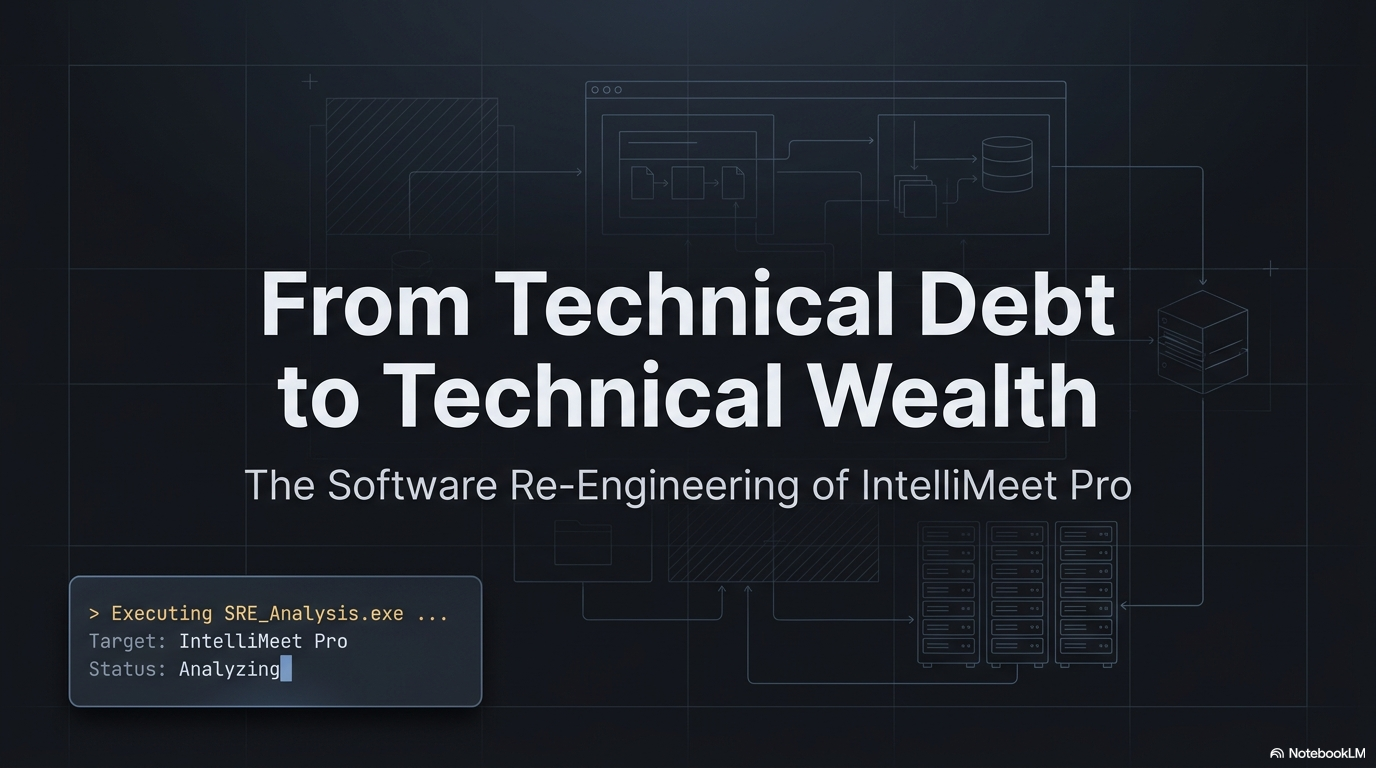 From Technical Debt
to Technical Wealth
The Software Re-Engineering of IntelliMeet Pro
> Executing SRE_Analysis.exe ...
Target: IntelliMeet Pro
Status: Analyzing
NotebookLM